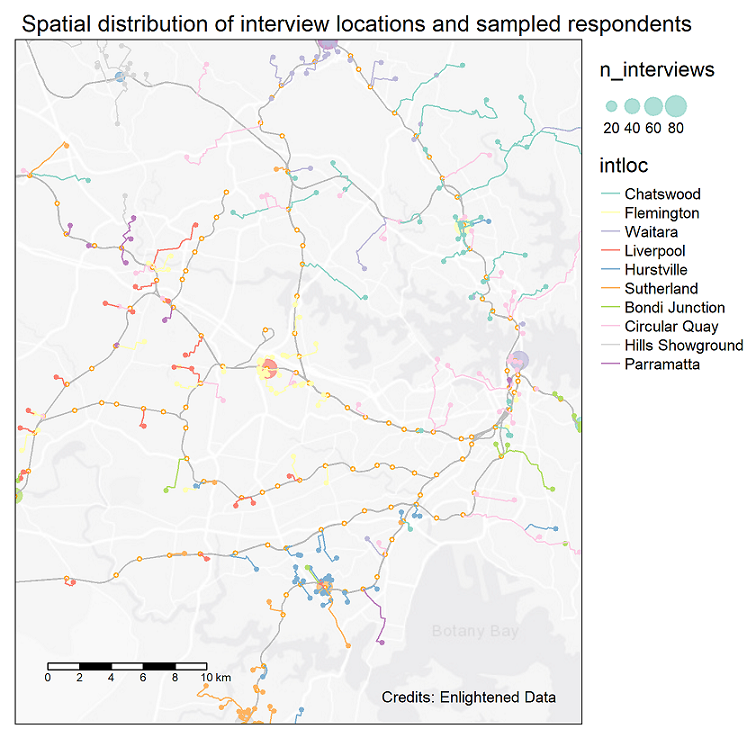 Spatial distribution of interview locations and sampled respondents
n_interviews
20 40 60 80
intloc
Chatswood
Flemington
Waitara
Liverpool
Hurstville
Sutherland
Bondi Junction
Circular Quay
Hills Showground
Parramatta
Botany Bay
0 2 4 6 8 10 km
Credits: Enlightened Data